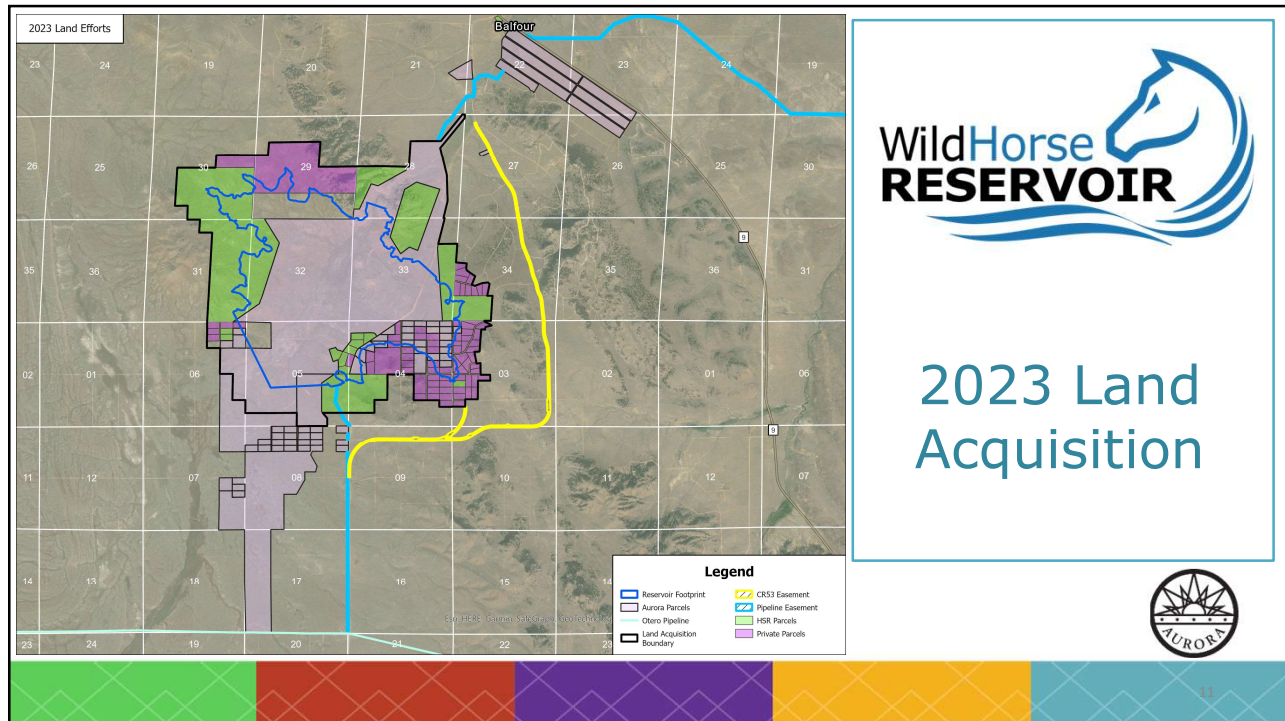 2023 Land Efforts
Balfour
23 24 19 20 21 22 23 24 19
26 25 30 29 28 27 26 25 30
35 36 31 32 33 34 35 36 31
9
02 01 06 05 04 03 02 01 06
9
11 12 07 08 09 10 11 12 07
14 13 18 17 16 15 14
23 24 19 20 21 22 23
Legend
Reservoir Footprint
Aurora Parcels
Otero Pipeline
Land Acquisition
Boundary
CR53 Easement
Pipeline Easement
HSR Parcels
Private Parcels
WildHorse
RESERVOIR
2023 Land
Acquisition
AURORA
11